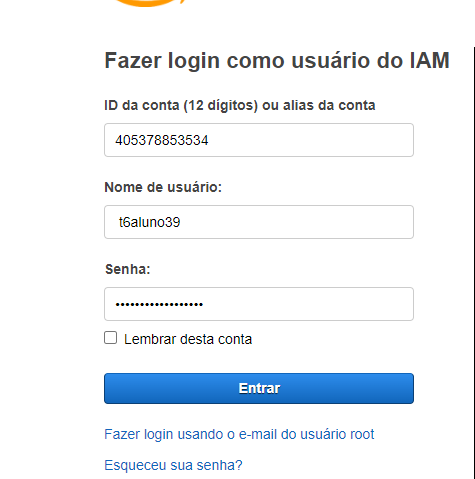 Fazer login como usuário do IAM
ID da conta (12 dígitos) ou alias da conta
405378853534
Nome de usuário:
t6aluno39
Senha:
••••••••••••••••••
Lembrar desta conta
Entrar
Fazer login usando o e-mail do usuário root
Esqueceu sua senha?